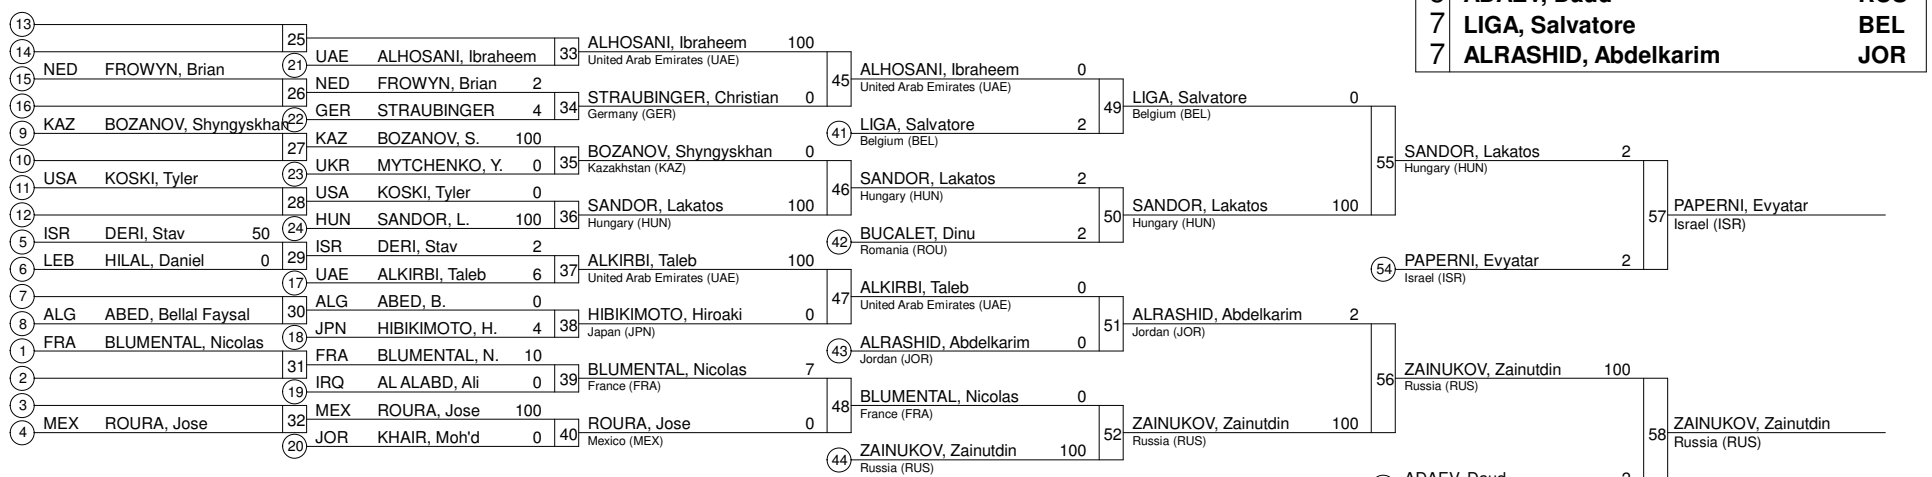 7 LIGA, Salvatore BEL
7 ALRASHID, Abdelkarim JOR
13
14
15 NED FROWYN, Brian
16
9 KAZ BOZANOV, Shyngyskhan
10
11 USA KOSKI, Tyler
12
5 ISR DERI, Stav 50
6 LEB HILAL, Daniel 0
7
8 ALG ABED, Bellal Faysal
1 FRA BLUMENTAL, Nicolas
2
3
4 MEX ROURA, Jose
25
21 UAE ALHOSANI, Ibraheem
26 NED FROWYN, Brian 2
22 GER STRAUBINGER 4
27 KAZ BOZANOV, S. 100
23 UKR MYTCHENKO, Y. 0
28 USA KOSKI, Tyler 0
24 HUN SANDOR, L. 100
29 ISR DERI, Stav 2
17 UAE ALKIRBI, Taleb 6
30 ALG ABED, B. 0
18 JPN HIBIKIMOTO, H. 4
31 FRA BLUMENTAL, N. 10
19 IRQ AL ALABD, Ali 0
32 MEX ROURA, Jose 100
20 JOR KHAIR, Moh'd 0
33 ALHOSANI, Ibraheem 100
United Arab Emirates (UAE)
34 STRAUBINGER, Christian 0
Germany (GER)
35 BOZANOV, Shyngyskhan 0
Kazakhstan (KAZ)
36 SANDOR, Lakatos 100
Hungary (HUN)
37 ALKIRBI, Taleb 100
United Arab Emirates (UAE)
38 HIBIKIMOTO, Hiroaki 0
Japan (JPN)
39 BLUMENTAL, Nicolas 7
France (FRA)
40 ROURA, Jose 0
Mexico (MEX)
45 ALHOSANI, Ibraheem 0
United Arab Emirates (UAE)
41 LIGA, Salvatore 2
Belgium (BEL)
46 SANDOR, Lakatos 2
Hungary (HUN)
42 BUCALET, Dinu 2
Romania (ROU)
47 ALKIRBI, Taleb 0
United Arab Emirates (UAE)
43 ALRASHID, Abdelkarim 0
Jordan (JOR)
48 BLUMENTAL, Nicolas 0
France (FRA)
44 ZAINUKOV, Zainutdin 100
Russia (RUS)
49 LIGA, Salvatore 0
Belgium (BEL)
50 SANDOR, Lakatos 100
Hungary (HUN)
51 ALRASHID, Abdelkarim 2
Jordan (JOR)
52 ZAINUKOV, Zainutdin 100
Russia (RUS)
55 SANDOR, Lakatos 2
Hungary (HUN)
54 PAPERNI, Evyatar 2
Israel (ISR)
56 ZAINUKOV, Zainutdin 100
Russia (RUS)
57 PAPERNI, Evyatar
Israel (ISR)
58 ZAINUKOV, Zainutdin
Russia (RUS)